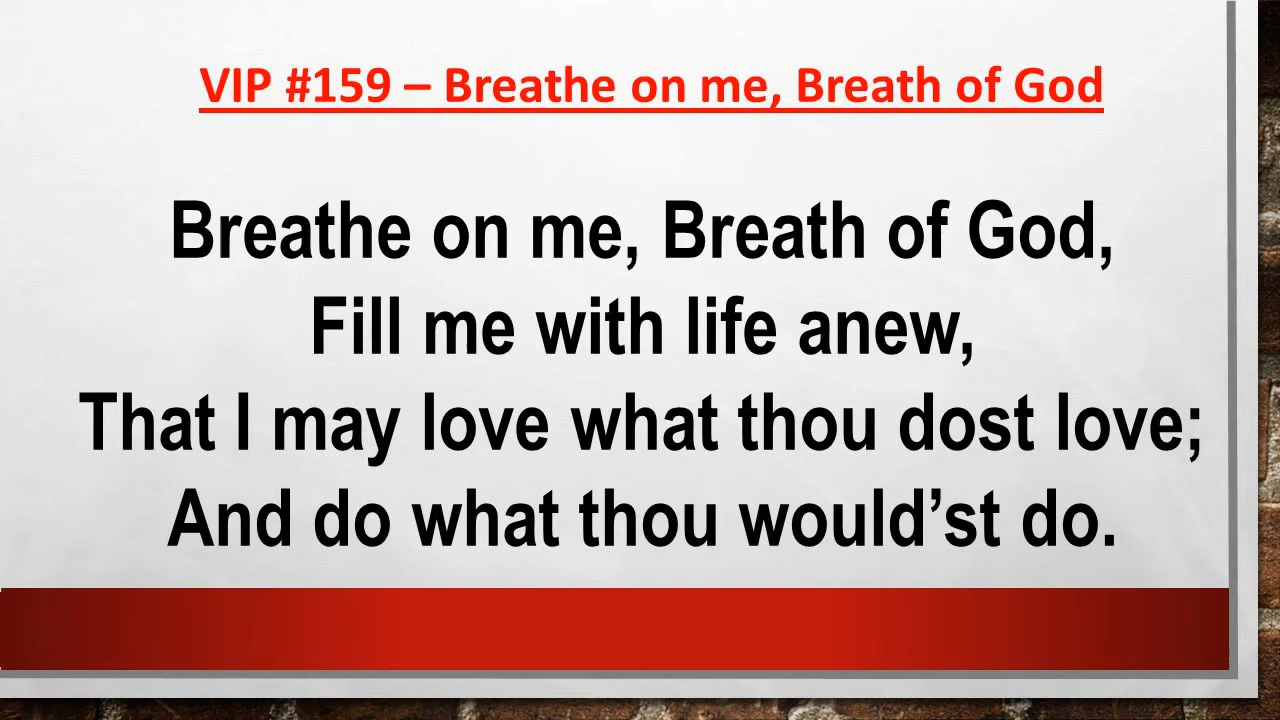 VIP #159 – Breathe on me, Breath of God
Breathe on me, Breath of God,
Fill me with life anew,
That I may love what thou dost love;
And do what thou would’st do.